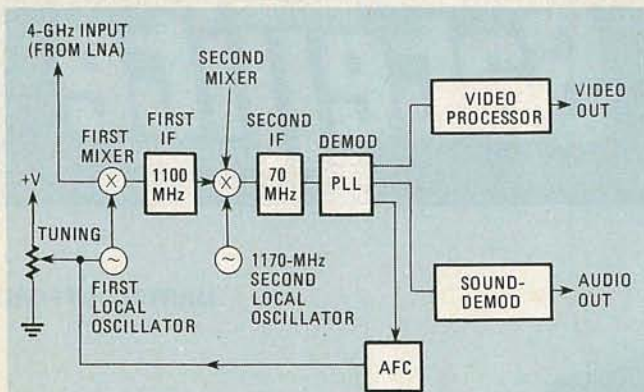 4-GHz INPUT
(FROM LNA)
SECOND
MIXER
FIRST
MIXER
FIRST
IF
1100
MHz
SECOND
IF
70
MHz
DEMOD
PLL
VIDEO
PROCESSOR
VIDEO
OUT
+V
TUNING
FIRST
LOCAL
OSCILLATOR
1170-MHz
SECOND
LOCAL
OSCILLATOR
SOUND-
DEMOD
AUDIO
OUT
AFC